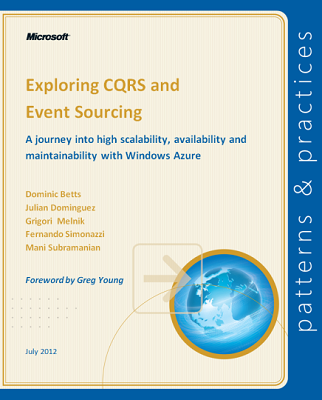 Microsoft
Exploring CQRS and
Event Sourcing
A journey into high scalability, availability and
maintainability with Windows Azure
Dominic Betts
Julian Dominguez
Grigori Melnik
Fernando Simonazzi
Mani Subramanian
Foreword by Greg Young
July 2012
patterns & practices